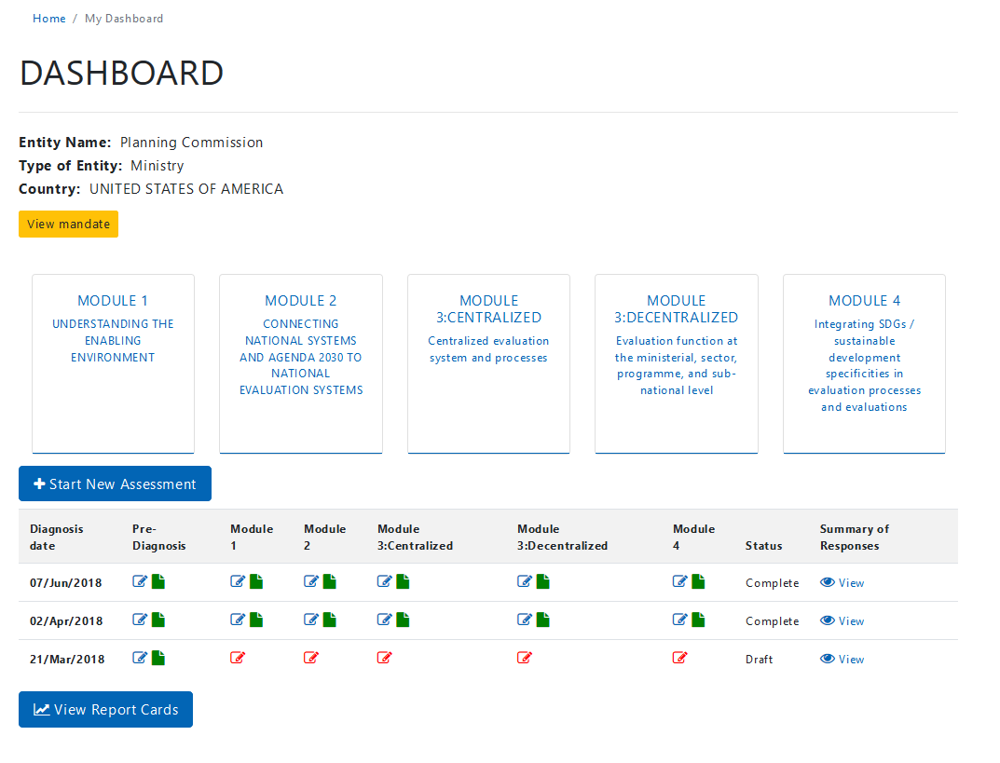 Home / My Dashboard
DASHBOARD
Entity Name: Planning Commission
Type of Entity: Ministry
Country: UNITED STATES OF AMERICA
View mandate
MODULE 1
UNDERSTANDING THE
ENABLING
ENVIRONMENT
MODULE 2
CONNECTING
NATIONAL SYSTEMS
AND AGENDA 2030 TO
NATIONAL
EVALUATION SYSTEMS
MODULE
3:CENTRALIZED
Centralized evaluation
system and processes
MODULE
3:DECENTRALIZED
Evaluation function at
the ministerial, sector,
programme, and sub-
national level
MODULE 4
Integrating SDGs /
sustainable
development
specificities in
evaluation processes
and evaluations
Start New Assessment
Diagnosis date Pre-Diagnosis Module 1 Module 2 Module 3:Centralized Module 3:Decentralized Module 4 Status Summary of Responses
07/Jun/2018 Complete View
02/Apr/2018 Complete View
21/Mar/2018 Draft View
View Report Cards